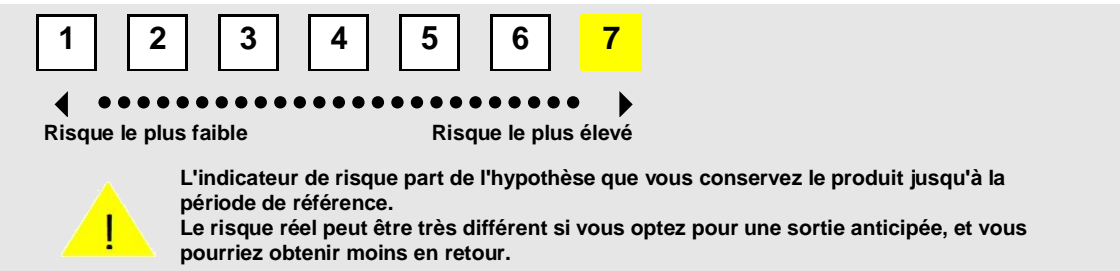 1 2 3 4 5 6 7
Risque le plus faible Risque le plus élevé
L'indicateur de risque part de l'hypothèse que vous conservez le produit jusqu'à la
période de référence.
Le risque réel peut être très différent si vous optez pour une sortie anticipée, et vous
pourriez obtenir moins en retour.
!